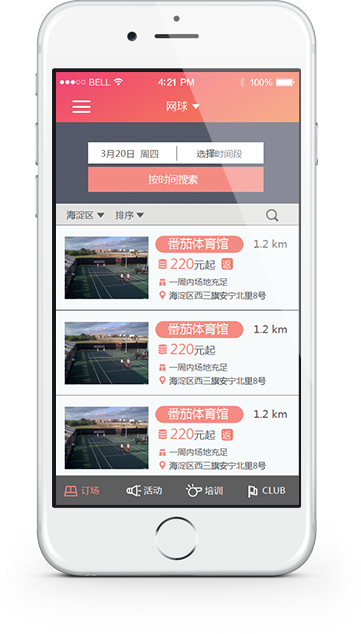 BELL 4:21 PM 100%
网球
3月20日 周四 选择时间段
按时间搜索
海淀区 排序
番茄体育馆 1.2 km
220元起 返
一周内场地充足
海淀区西三旗安宁北里8号
番茄体育馆 1.2 km
220元起
一周内场地充足
海淀区西三旗安宁北里8号
番茄体育馆 1.2 km
220元起 返
一周内场地充足
海淀区西三旗安宁北里8号
订场 活动 培训 CLUB